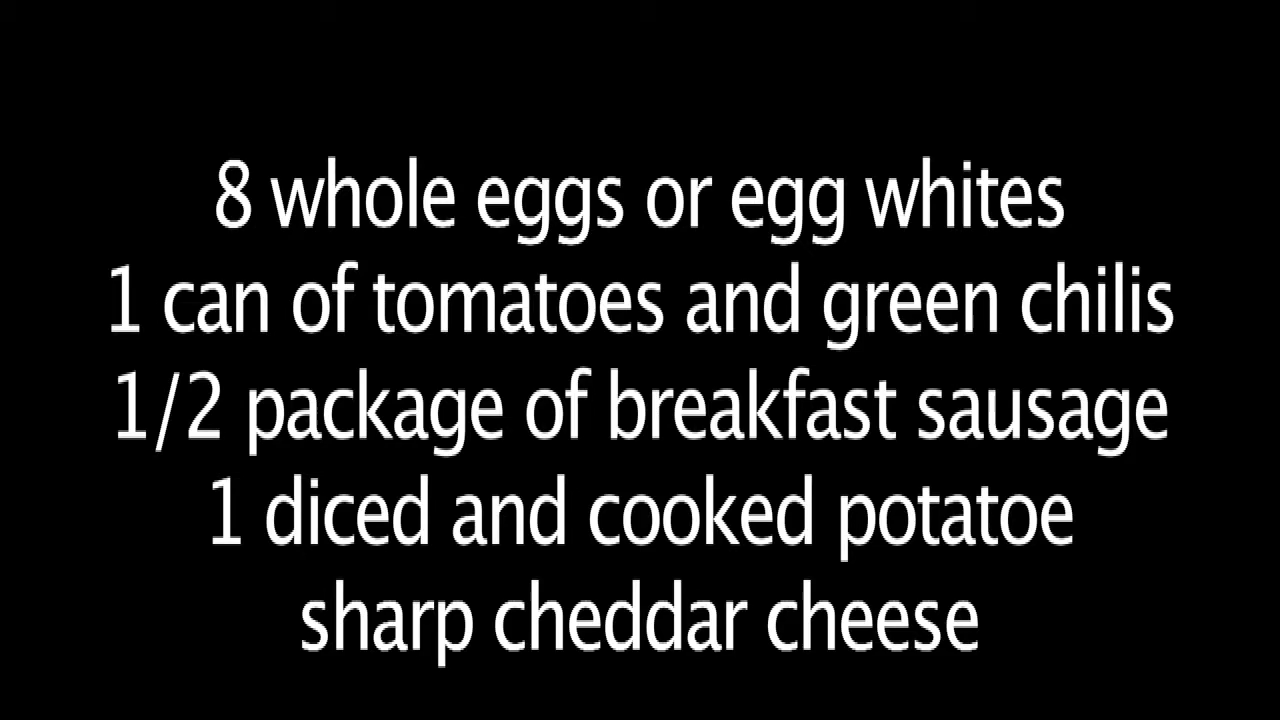 8 whole eggs or egg whites
1 can of tomatoes and green chilis
1/2 package of breakfast sausage
1 diced and cooked potatoe
sharp cheddar cheese